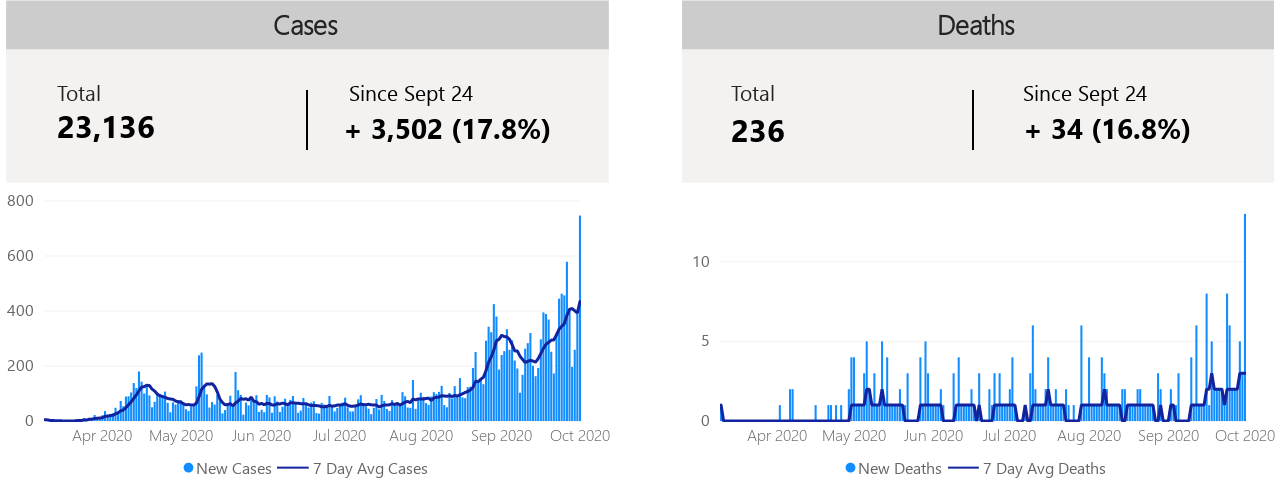 Cases
Total
Since Sept 24
23,136
+ 3,502 (17.8%)
800
600
400
200
0
Apr 2020 May 2020 Jun 2020 Jul 2020 Aug 2020 Sep 2020 Oct 2020
New Cases 7 Day Avg Cases
Deaths
Total
Since Sept 24
236
+ 34 (16.8%)
10
5
0
Apr 2020 May 2020 Jun 2020 Jul 2020 Aug 2020 Sep 2020 Oct 2020
New Deaths 7 Day Avg Deaths